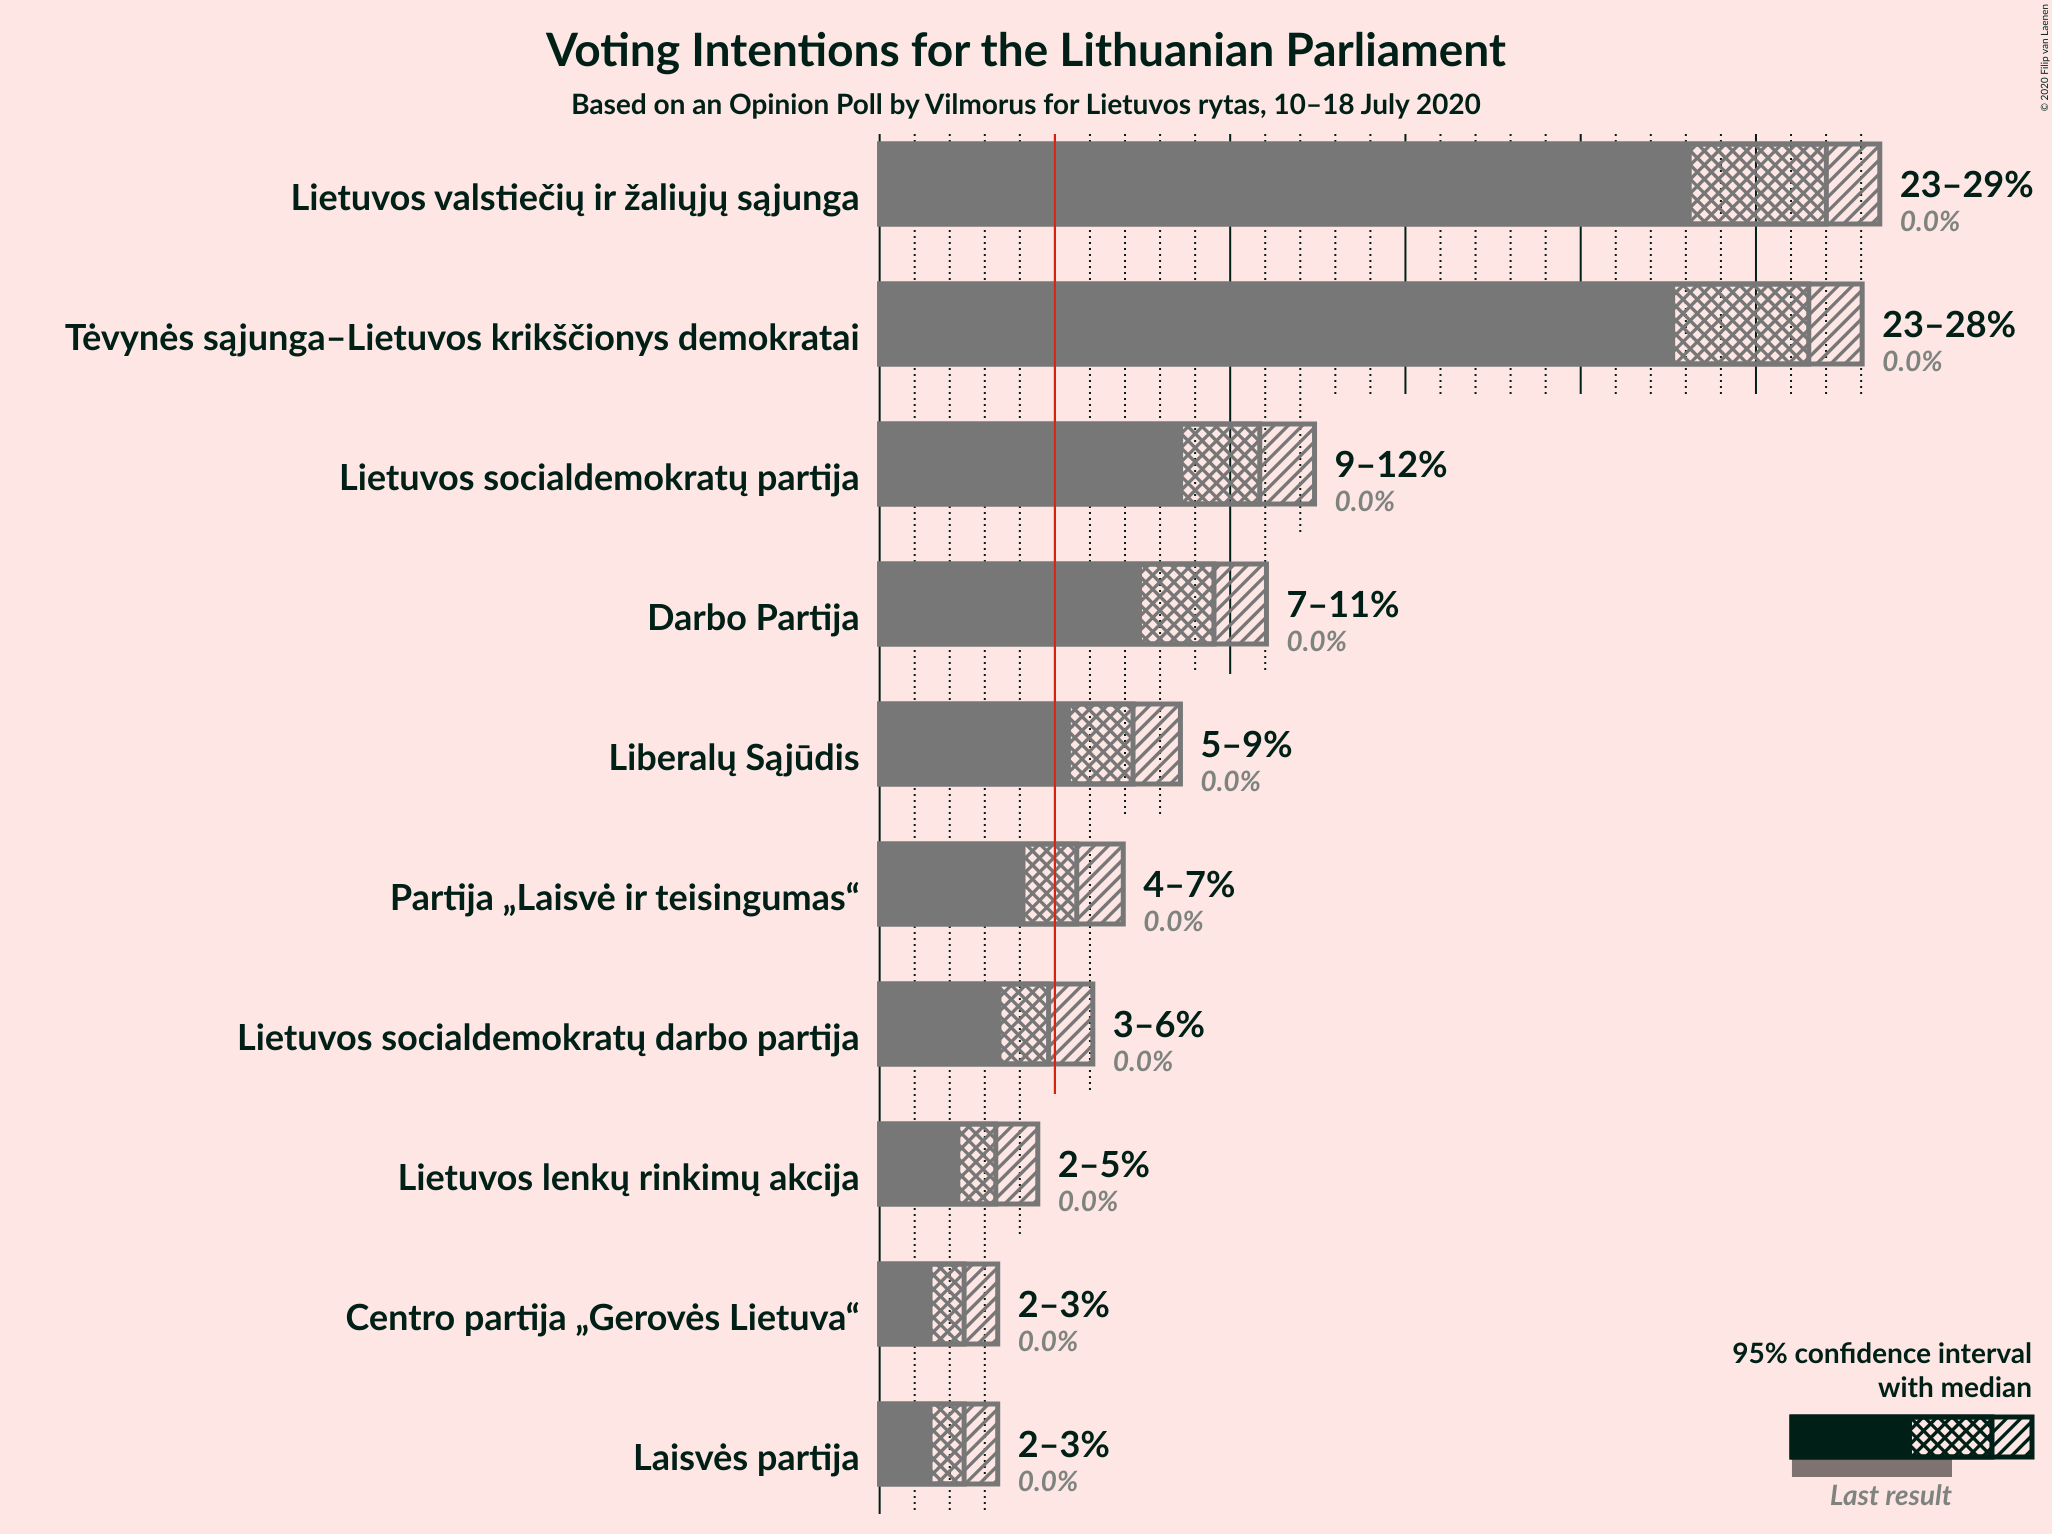 Voting Intentions for the Lithuanian Parliament
Based on an Opinion Poll by Vilmorus for Lietuvos rytas, 10–18 July 2020
© 2020 Filip van Laenen
Lietuvos valstiečių ir žaliųjų sąjunga
23–29%
0.0%
Tėvynės sąjunga–Lietuvos krikščionys demokratai
23–28%
0.0%
Lietuvos socialdemokratų partija
9–12%
0.0%
Darbo Partija
7–11%
0.0%
Liberalų Sąjūdis
5–9%
0.0%
Partija „Laisvė ir teisingumas“
4–7%
0.0%
Lietuvos socialdemokratų darbo partija
3–6%
0.0%
Lietuvos lenkų rinkimų akcija
2–5%
0.0%
Centro partija „Gerovės Lietuva“
2–3%
0.0%
Laisvės partija
2–3%
0.0%
95% confidence interval
with median
Last result